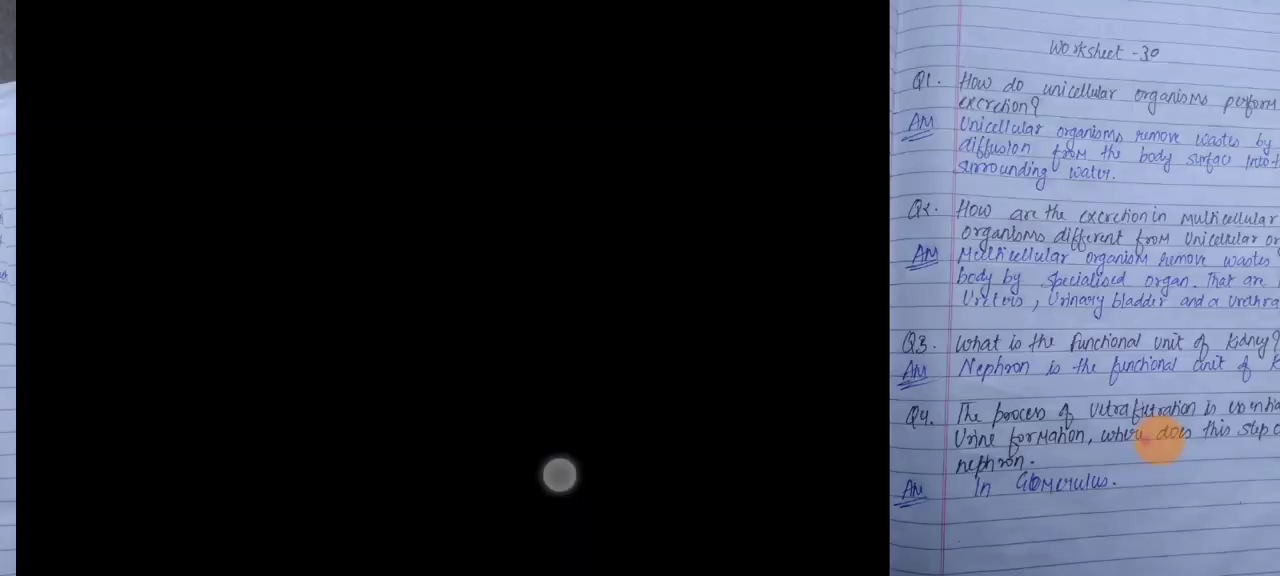 Worksheet - 30
Q1. How do unicellular organisms perform
excretion?
Ans Unicellular organisms remove wastes by
diffusion from the body surface into
surrounding water.
Q2. How are the excretion in multicellular
organisms different from Unicellular
Ans Multicellular organism remove wastes
body by specialised organ. That are
Ureters, Urinary bladder and a urethra
Q3. What is the functional unit of kidney?
Ans Nephron is the functional unit of
Q4. The process of Ultrafiltration is
Urine formation, where does this step
nephron.
Ans In Glomerulus.